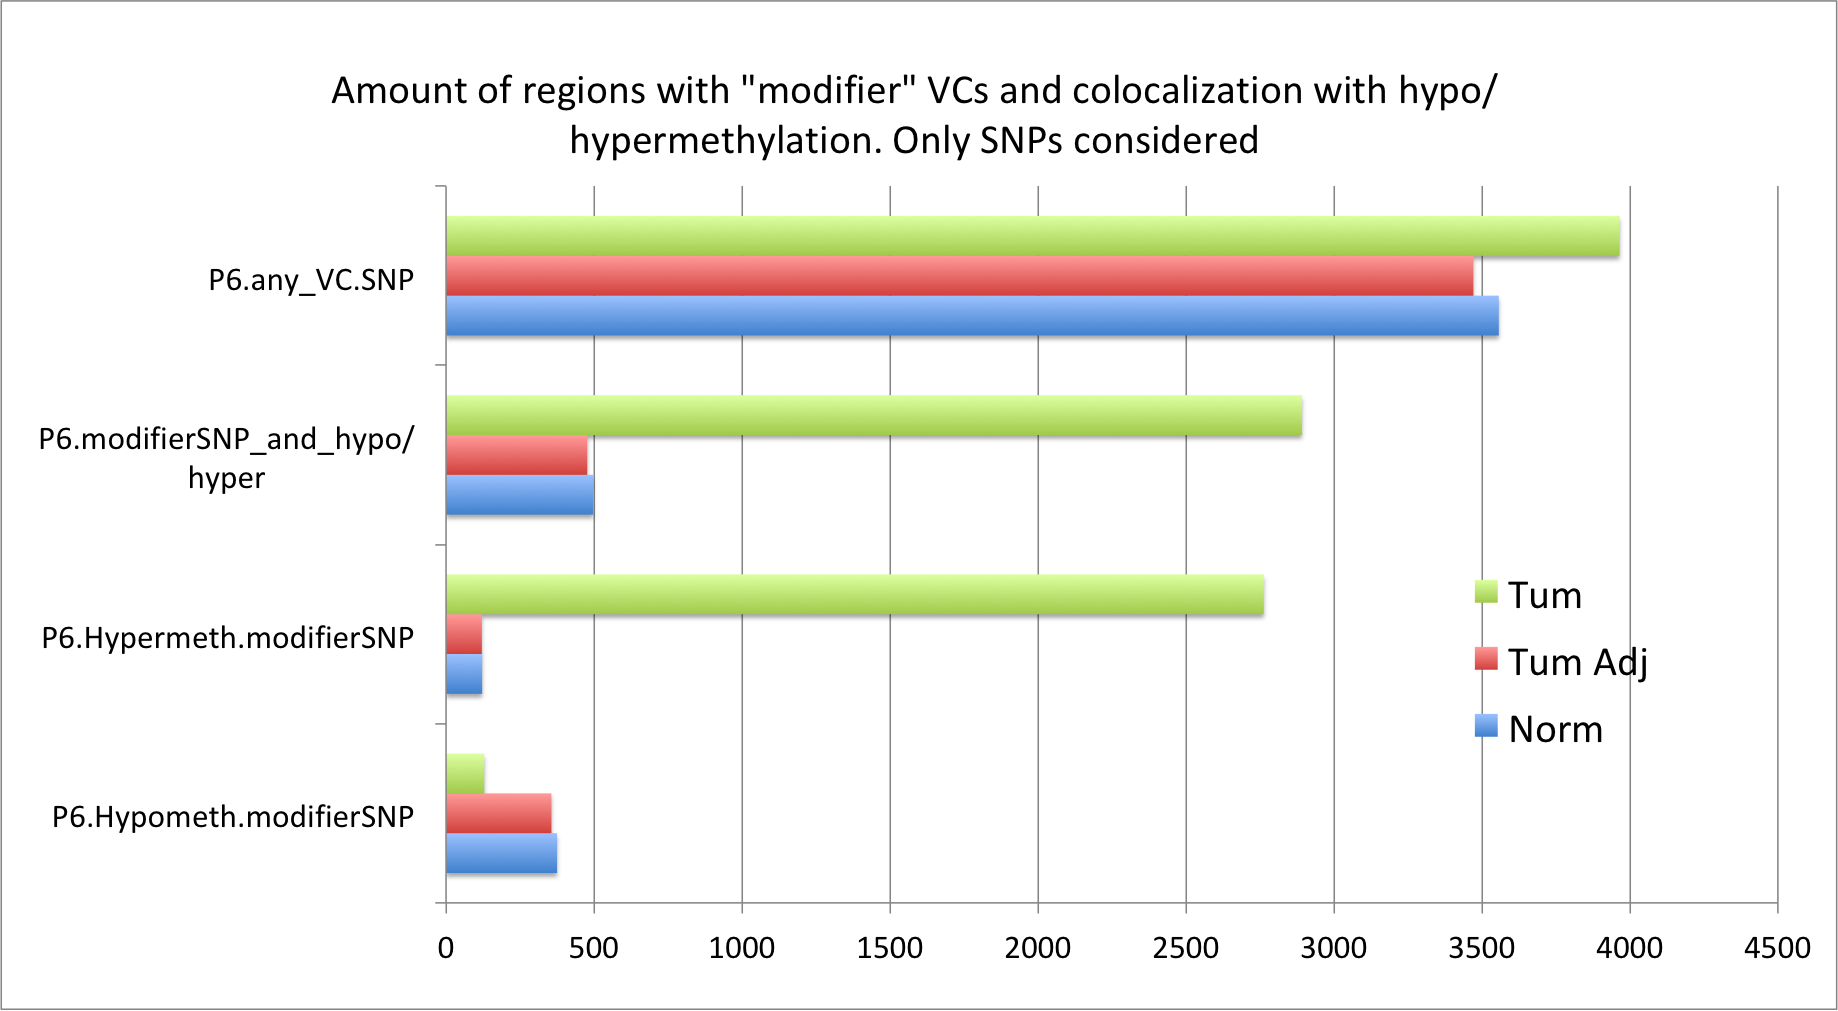 Amount of regions with "modifier" VCs and colocalization with hypo/
hypermethylation. Only SNPs considered
P6.any_VC.SNP
P6.modifierSNP_and_hypo/
hyper
P6.Hypermeth.modifierSNP
P6.Hypometh.modifierSNP
Tum
Tum Adj
Norm
0 500 1000 1500 2000 2500 3000 3500 4000 4500